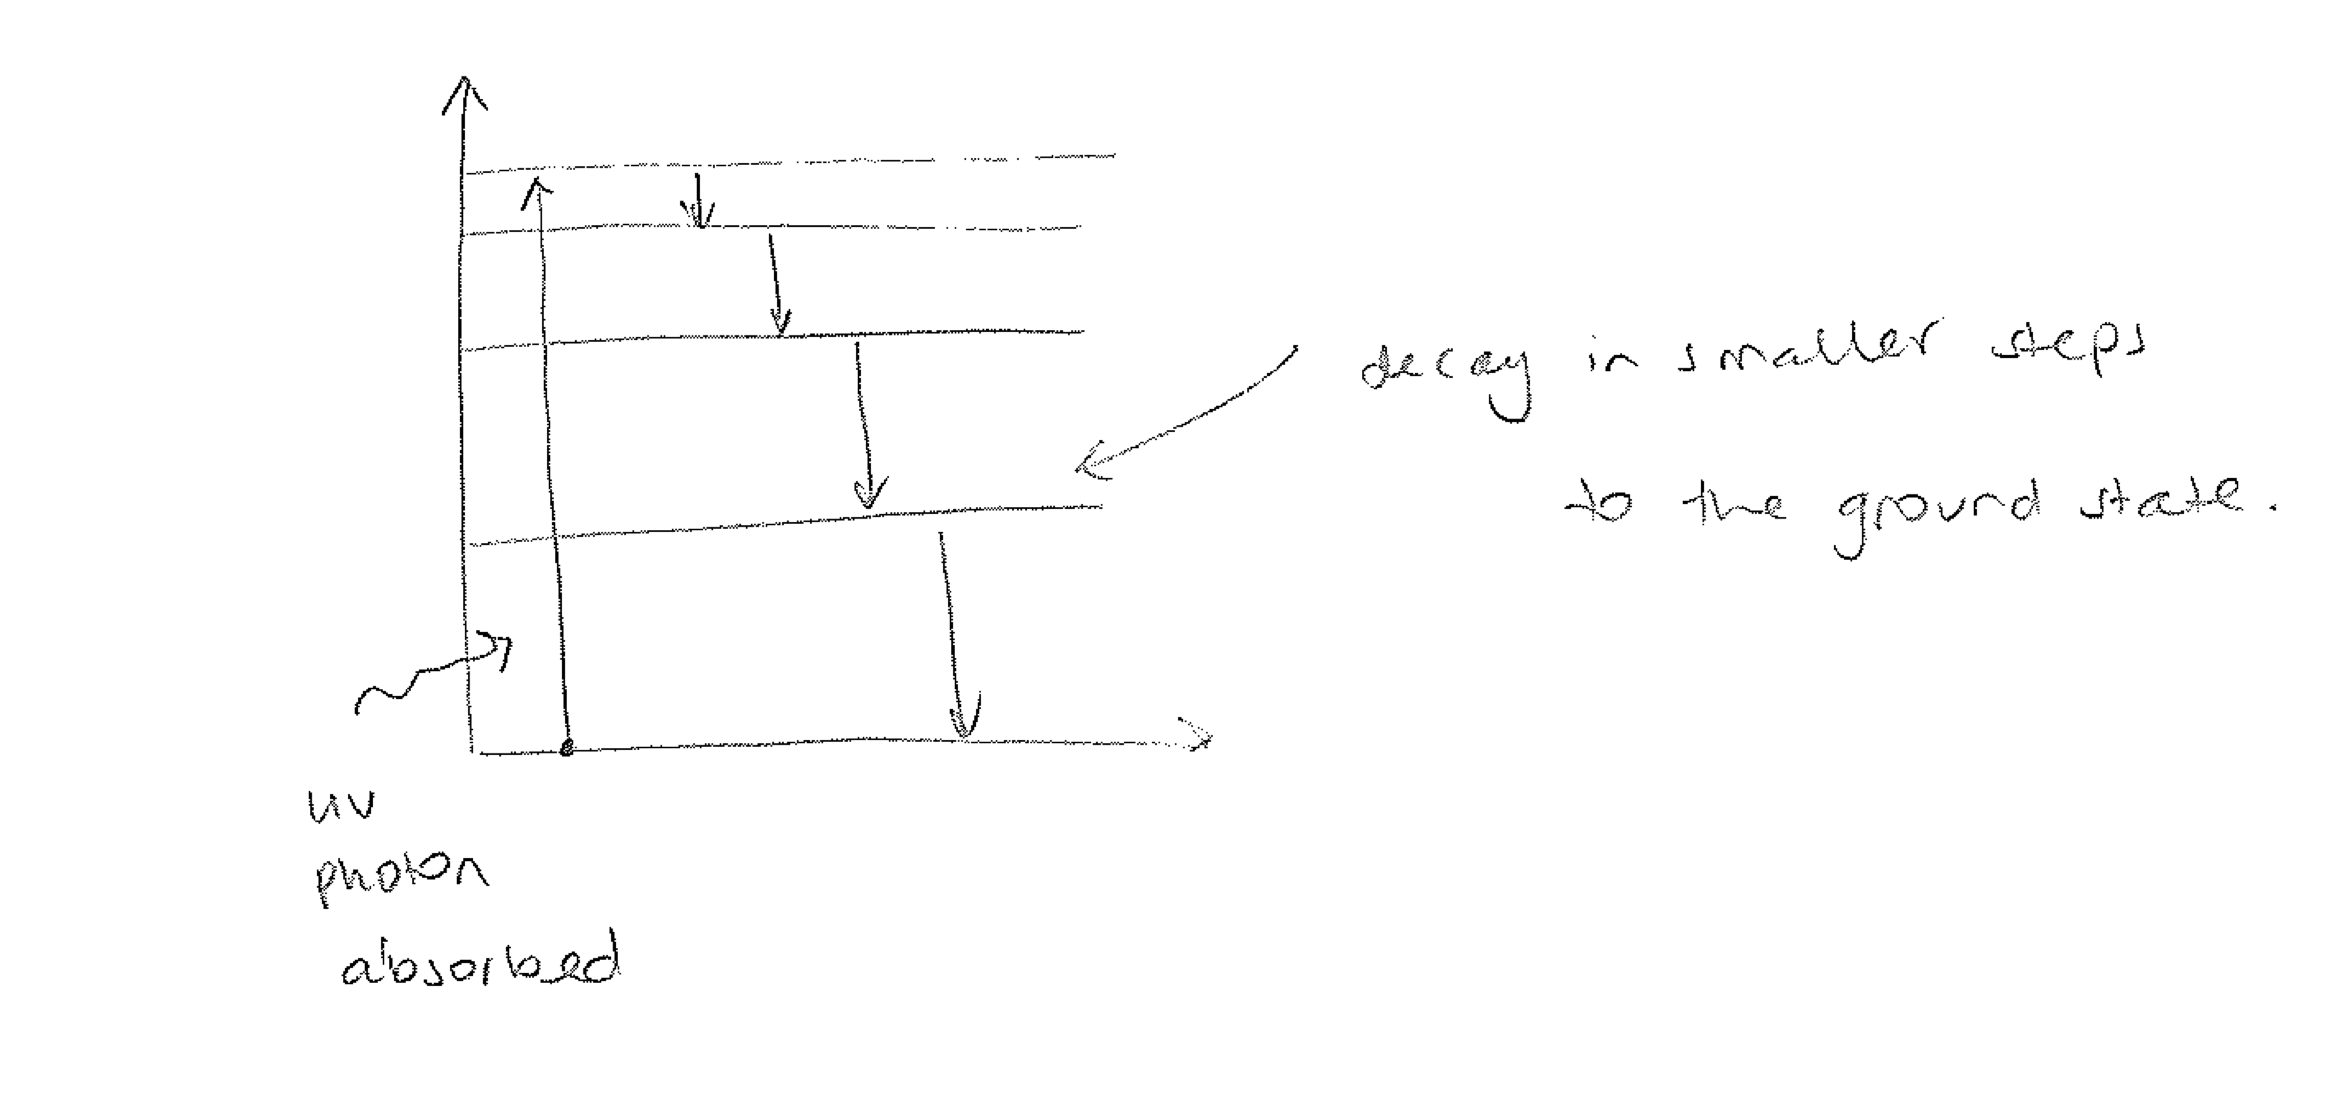 decay in smaller steps
to the ground state.
uv
photon
absorbed